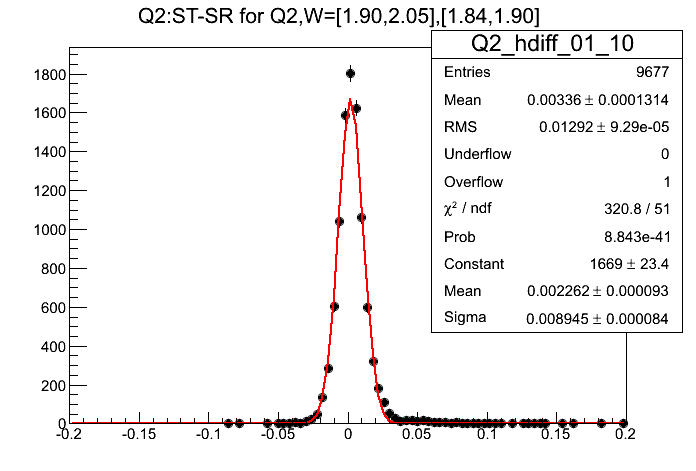 Q2:ST-SR for Q2,W=[1.90,2.05],[1.84,1.90]
Q2_hdiff_01_10
Entries 9677
Mean 0.00336 ± 0.0001314
RMS 0.01292 ± 9.29e-05
Underflow 0
Overflow 1
χ² / ndf 320.8 / 51
Prob 8.843e-41
Constant 1669 ± 23.4
Mean 0.002262 ± 0.000093
Sigma 0.008945 ± 0.000084
1800
1600
1400
1200
1000
800
600
400
200
0
-0.2 -0.15 -0.1 -0.05 0 0.05 0.1 0.15 0.2